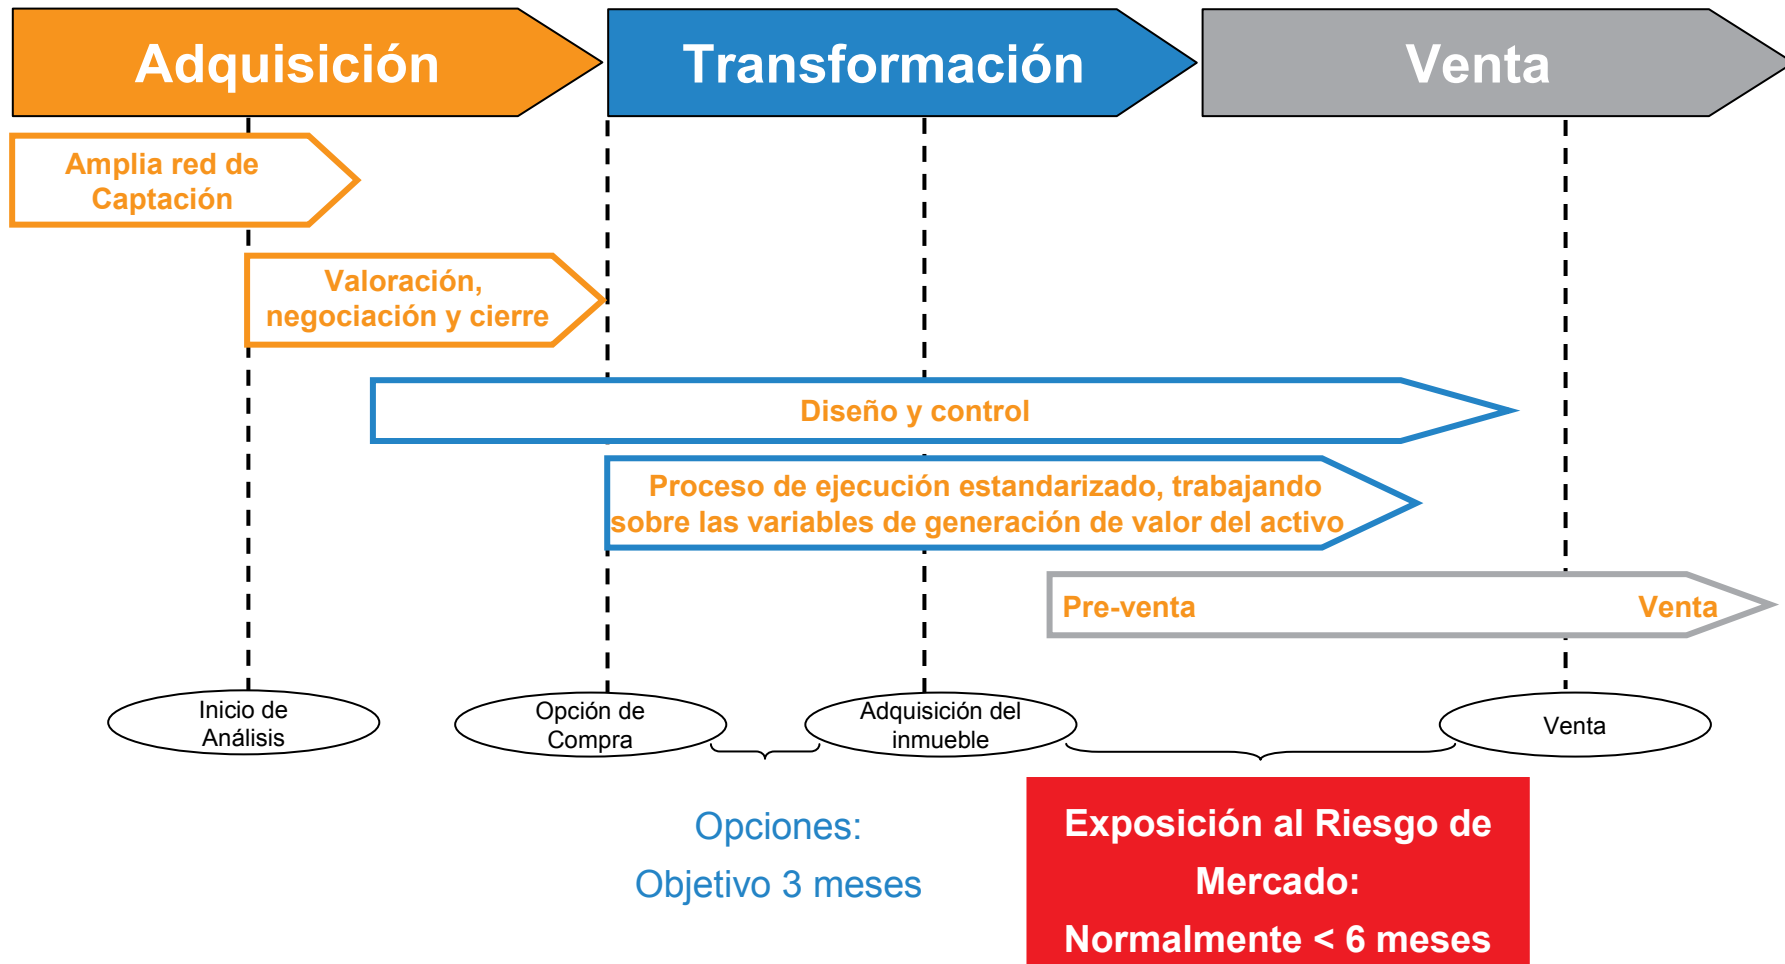 Adquisición
Transformación
Venta
Amplia red de
Captación
Valoración,
negociación y cierre
Diseño y control
Proceso de ejecución estandarizado, trabajando
sobre las variables de generación de valor del activo
Pre-venta
Venta
Inicio de
Análisis
Opción de
Compra
Adquisición del
inmueble
Venta
Opciones:
Objetivo 3 meses
Exposición al Riesgo de
Mercado:
Normalmente < 6 meses